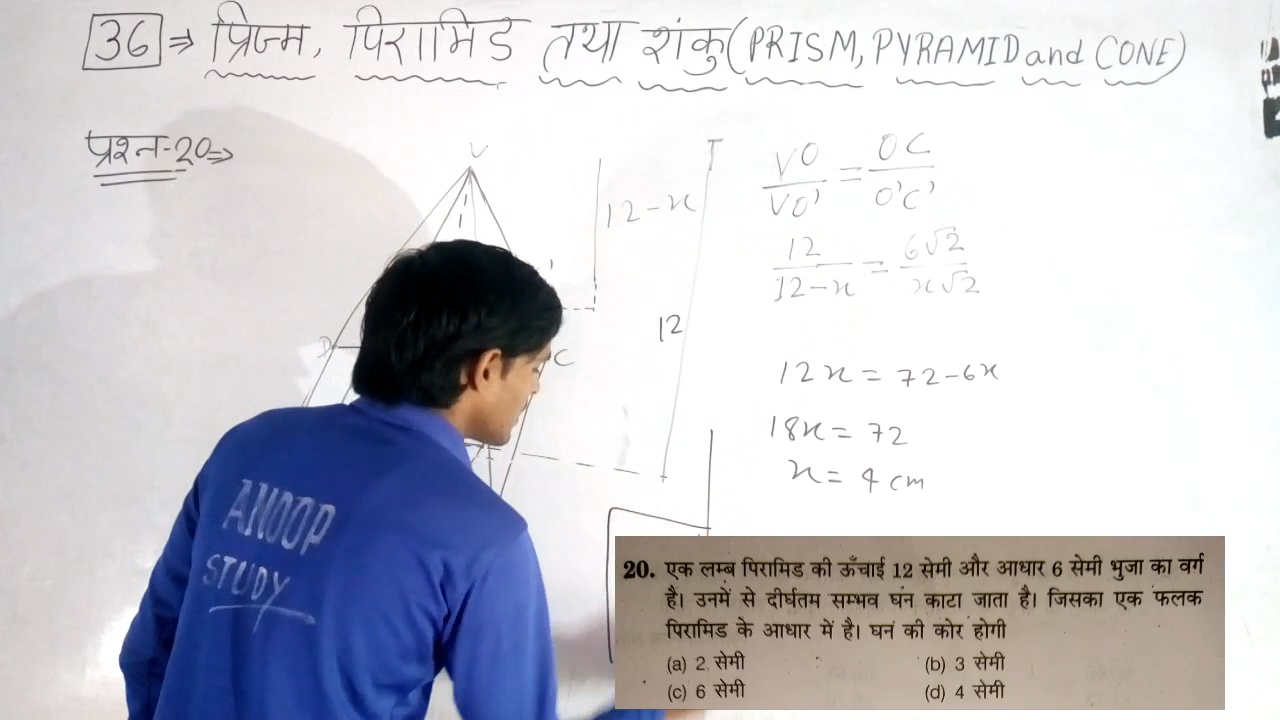 36 ⇒ प्रिज्म, पिरामिड तथा शंकु (PRISM, PYRAMID and CONE)
प्रश्न-20⇒
V
12-x
12
D
C
VO/VO' = OC/O'C'
12/12-x = 6√2/x√2
12x = 72-6x
18x = 72
x = 4 cm
ANOOP
STUDY
20. एक लम्ब पिरामिड की ऊँचाई 12 सेमी और आधार 6 सेमी भुजा का वर्ग
है। उनमें से दीर्घतम सम्भव घन काटा जाता है। जिसका एक फलक
पिरामिड के आधार में है। घन की कोर होगी
(a) 2 सेमी (b) 3 सेमी
(c) 6 सेमी (d) 4 सेमी